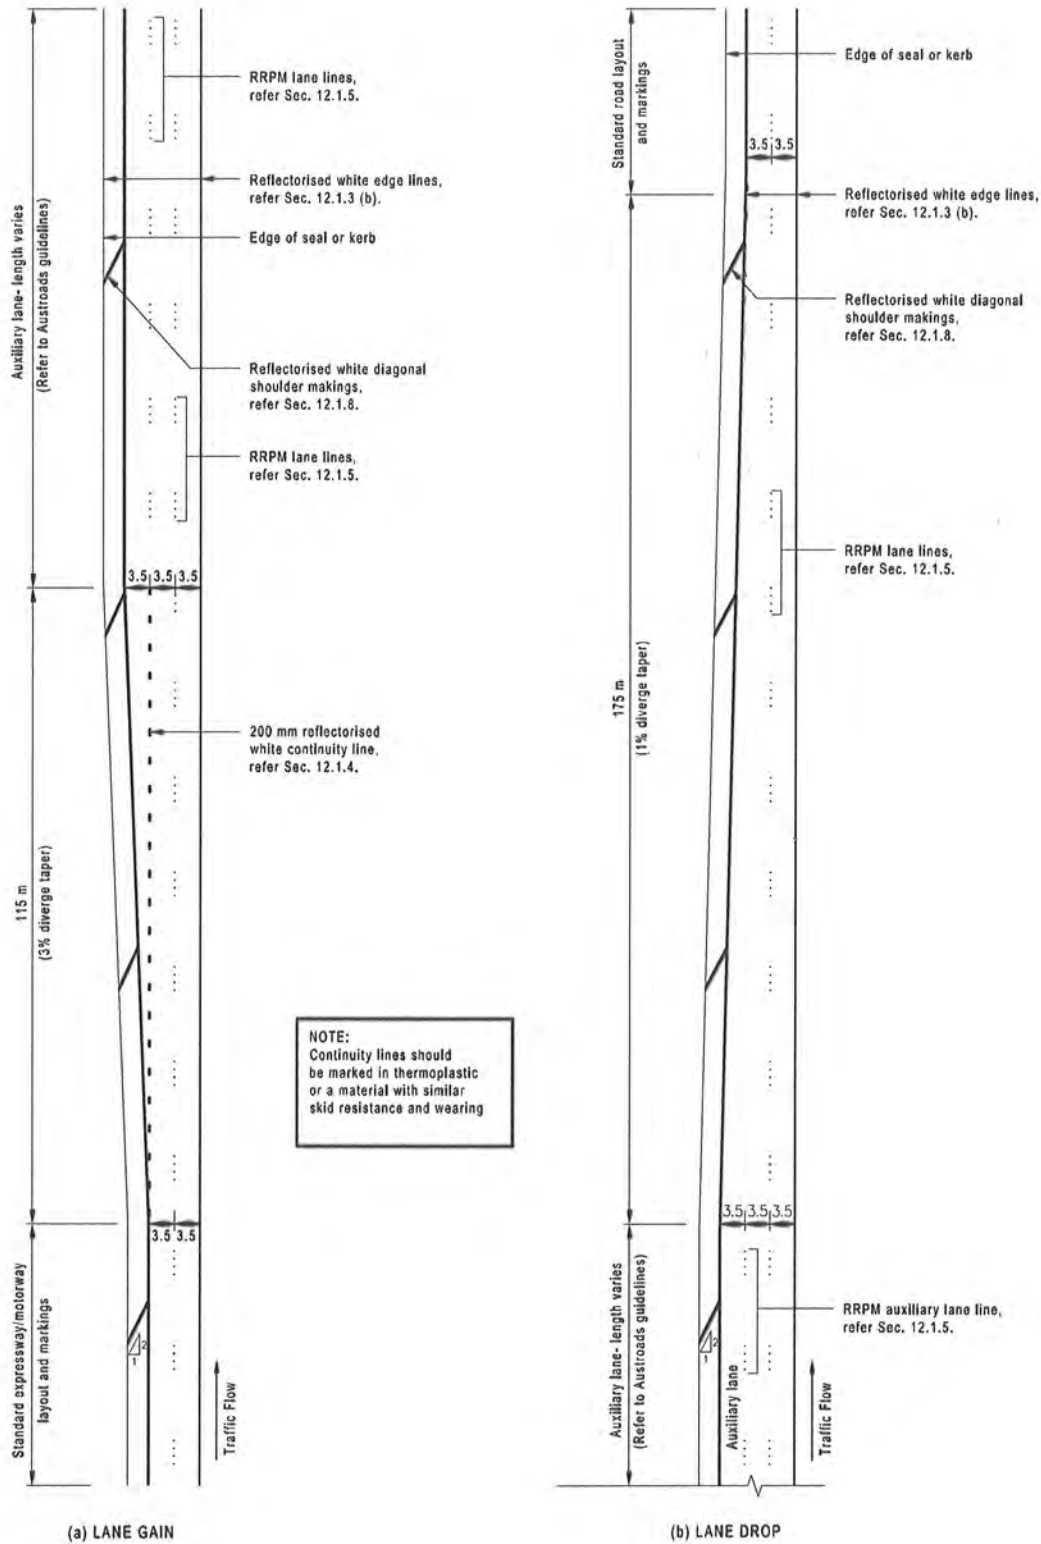 RRPM lane lines,
refer Sec. 12.1.5.
Reflectorised white edge lines,
refer Sec. 12.1.3 (b).
Edge of seal or kerb
Auxiliary lane- length varies
(Refer to Austroads guidelines)
Reflectorised white diagonal
shoulder makings,
refer Sec. 12.1.8.
RRPM lane lines,
refer Sec. 12.1.5.
3.5 3.5 3.5
200 mm reflectorised
white continuity line,
refer Sec. 12.1.4.
115 m
(3% diverge taper)
NOTE:
Continuity lines should
be marked in thermoplastic
or a material with similar
skid resistance and wearing
3.5 3.5
Standard expressway/motorway
layout and markings
2
1
Traffic Flow
(a) LANE GAIN
Standard road layout
and markings
Edge of seal or kerb
3.5 3.5
Reflectorised white edge lines,
refer Sec. 12.1.3 (b).
Reflectorised white diagonal
shoulder makings,
refer Sec. 12.1.8.
RRPM lane lines,
refer Sec. 12.1.5.
175 m
(1% diverge taper)
3.5 3.5 3.5
Auxiliary lane- length varies
(Refer to Austroads guidelines)
RRPM auxiliary lane line,
refer Sec. 12.1.5.
2
1
Auxiliary lane
Traffic Flow
(b) LANE DROP